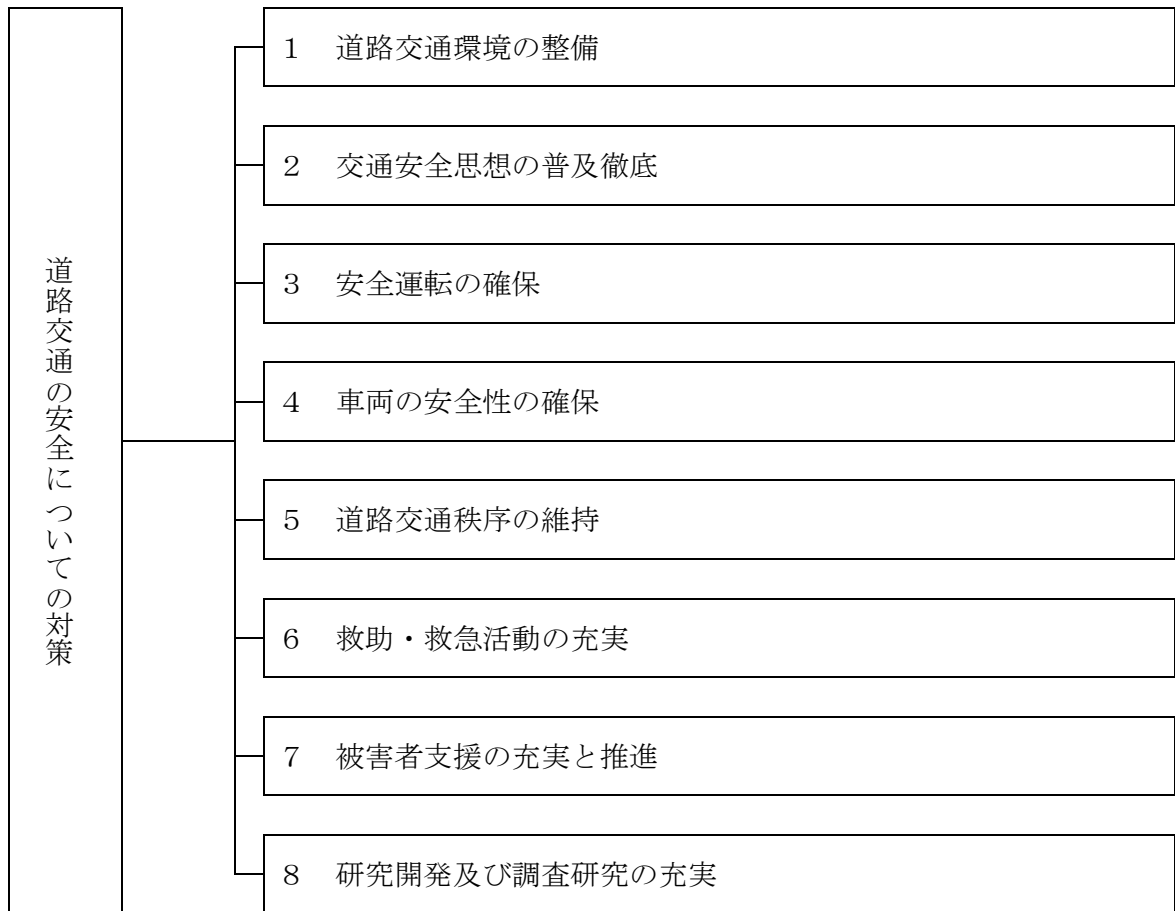 道路交通の安全についての対策
１　道路交通環境の整備
２　交通安全思想の普及徹底
３　安全運転の確保
４　車両の安全性の確保
５　道路交通秩序の維持
６　救助・救急活動の充実
７　被害者支援の充実と推進
８　研究開発及び調査研究の充実